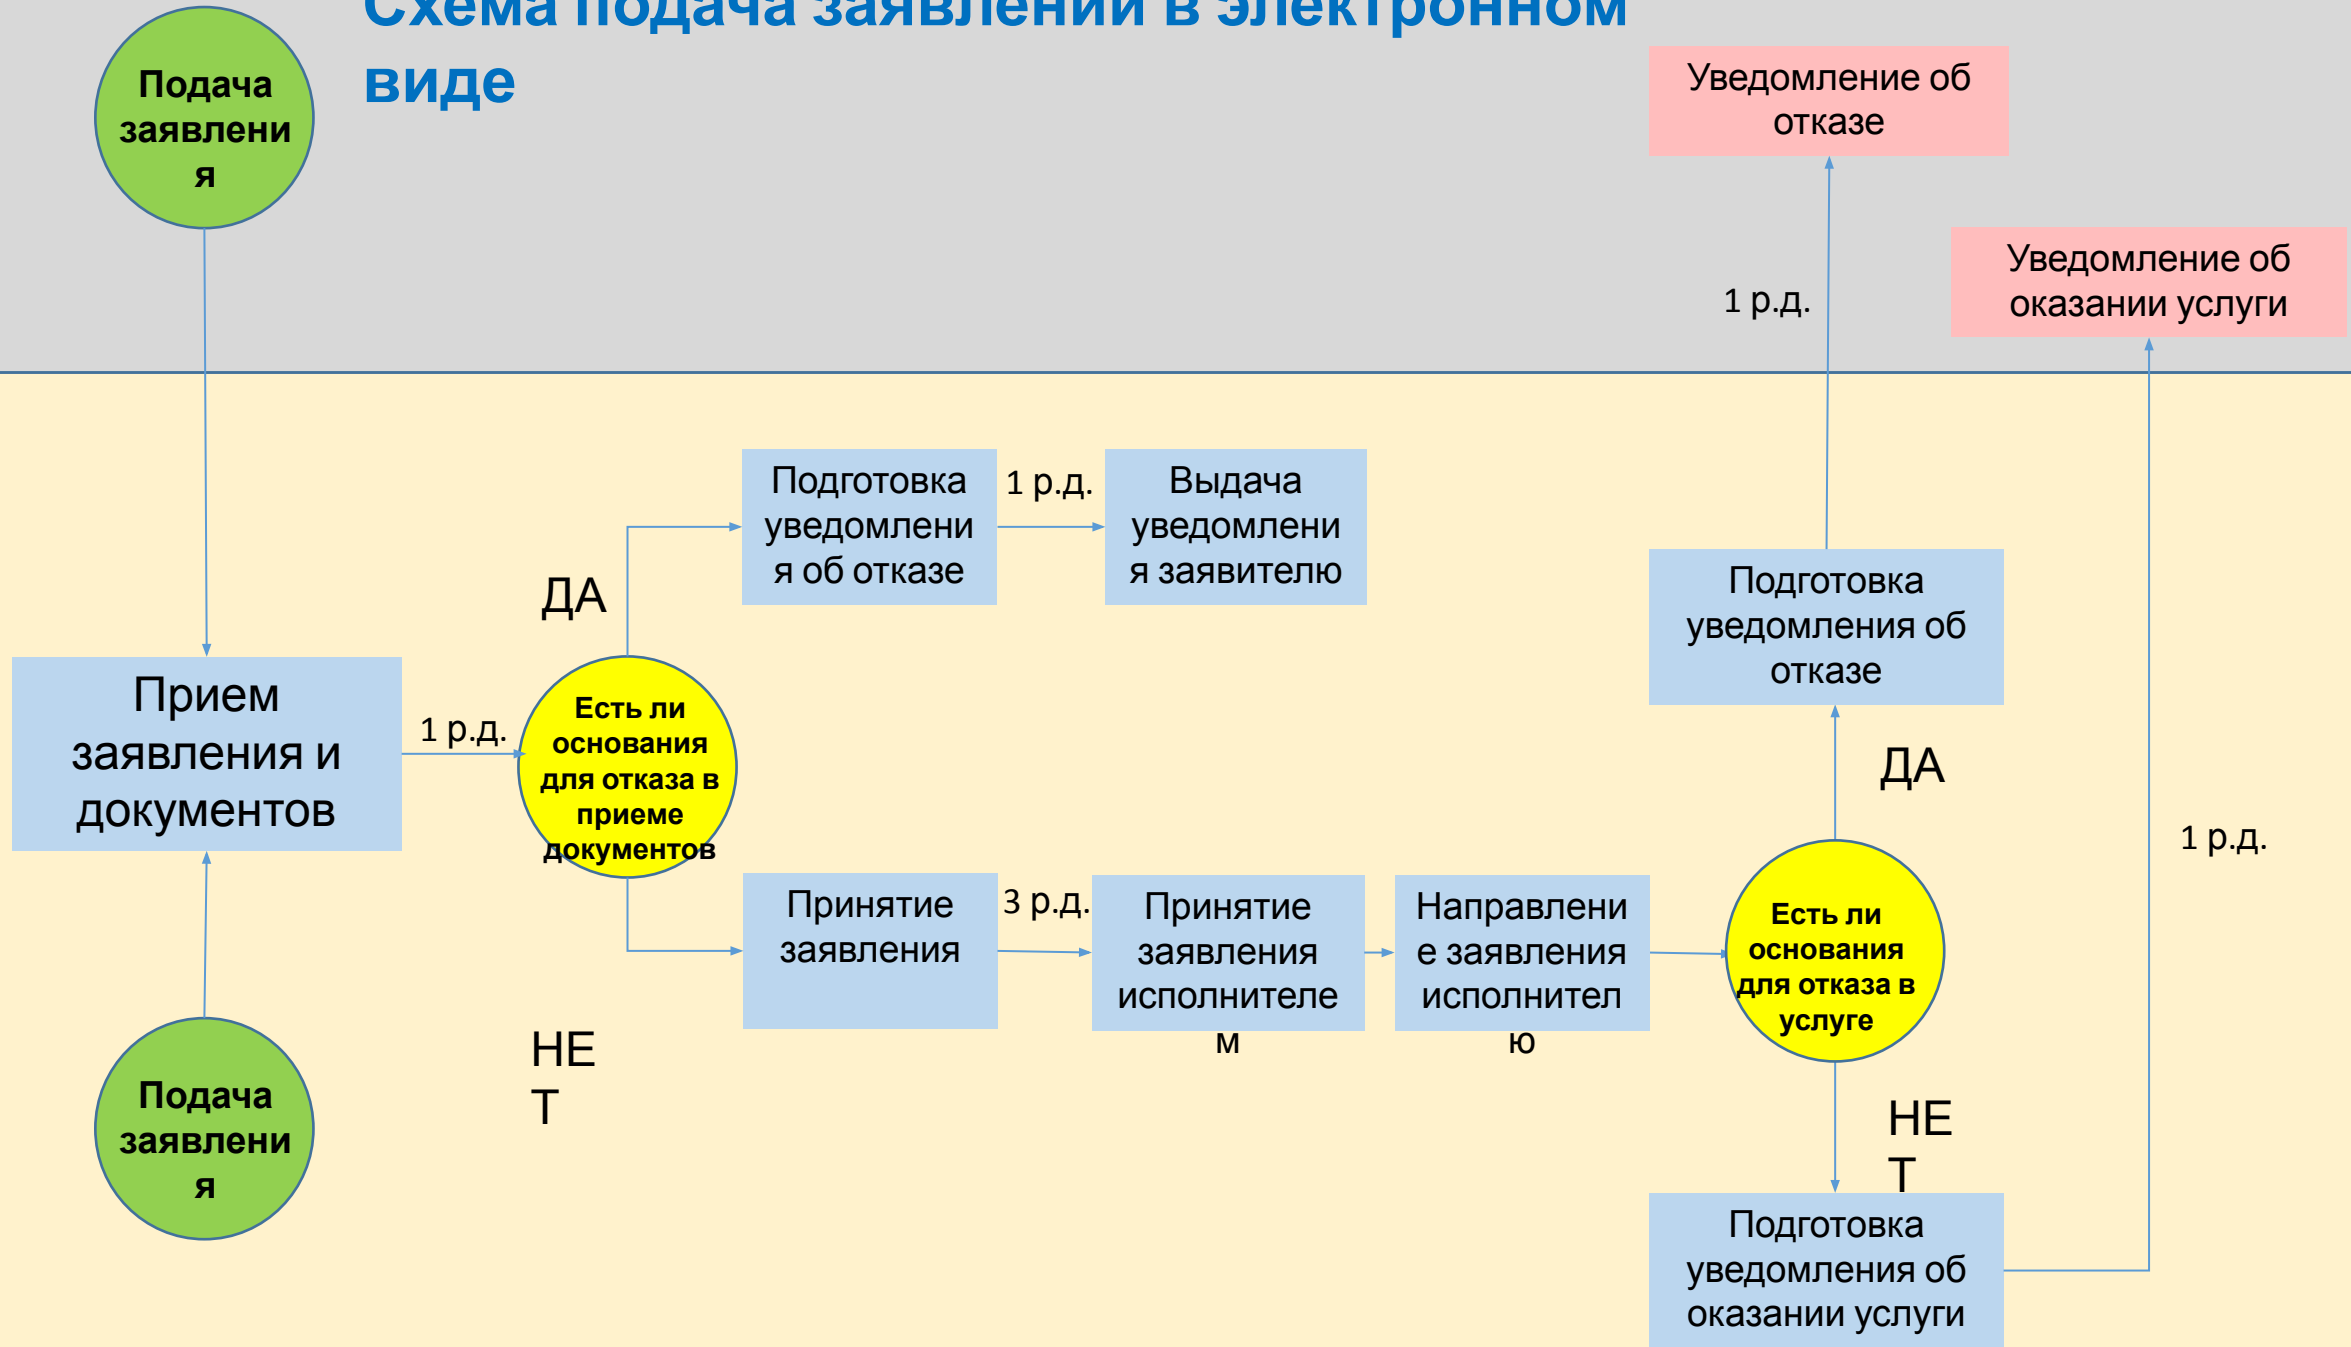 Схема подача заявлений в электронном
виде
Подача
заявлени
я
Уведомление об
отказе
Уведомление об
оказании услуги
1 р.д.
Подготовка
уведомлени
я об отказе
1 р.д.
Выдача
уведомлени
я заявителю
ДА
Подготовка
уведомления об
отказе
Прием
заявления и
документов
1 р.д.
Есть ли
основания
для отказа в
приеме
документов
ДА
1 р.д.
Принятие
заявления
3 р.д.
Принятие
заявления
исполнителе
м
Направлени
е заявления
исполнител
ю
Есть ли
основания
для отказа в
услуге
НЕ
Т
Подача
заявлени
я
НЕ
Т
Подготовка
уведомления об
оказании услуги